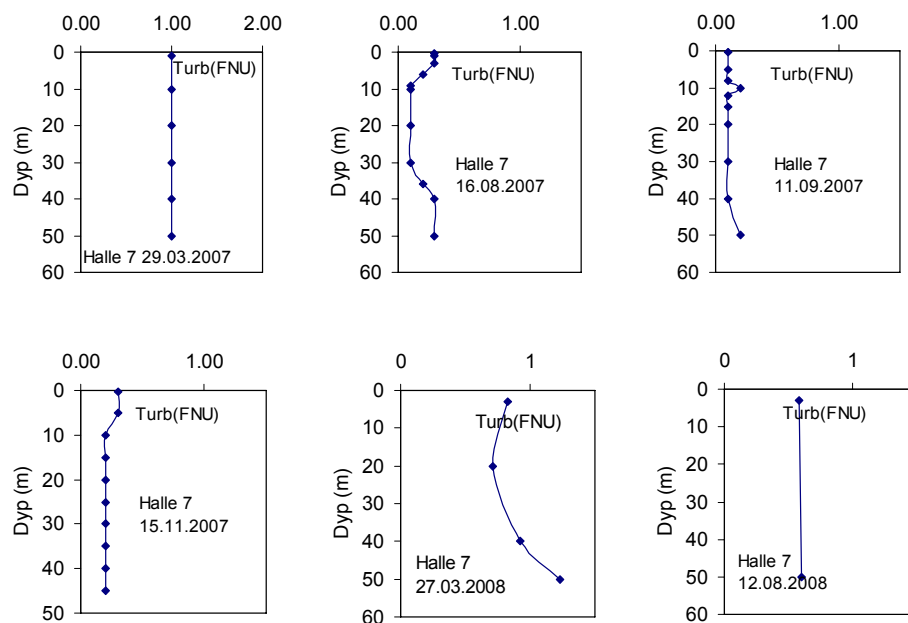 0.00 1.00 2.00
0
10
20
30
40
50
60
Dyp (m)
Turb(FNU)
Halle 7 29.03.2007
0.00 1.00
0
10
20
30
40
50
60
Dyp (m)
Turb(FNU)
Halle 7
16.08.2007
0.00 1.00
0
10
20
30
40
50
60
Dyp (m)
Turb(FNU)
Halle 7
11.09.2007
0.00 1.00
0
10
20
30
40
50
Dyp (m)
Turb(FNU)
Halle 7
15.11.2007
0 1
0
10
20
30
40
50
60
Dyp (m)
Turb(FNU)
Halle 7
27.03.2008
0 1
0
10
20
30
40
50
60
Dyp (m)
Turb(FNU)
Halle 7
12.08.2008